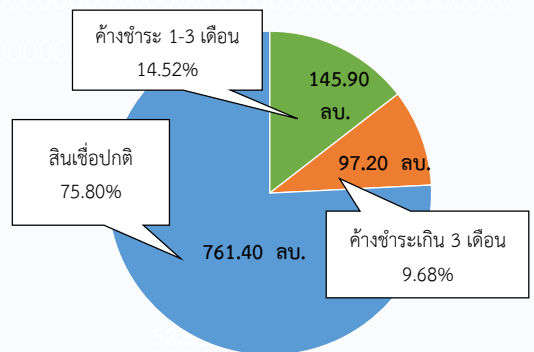 ค้างชำระ 1-3 เดือน
14.52%
145.90
ลบ.
สินเชื่อปกติ
75.80%
97.20 ลบ.
ค้างชำระเกิน 3 เดือน
9.68%
761.40 ลบ.